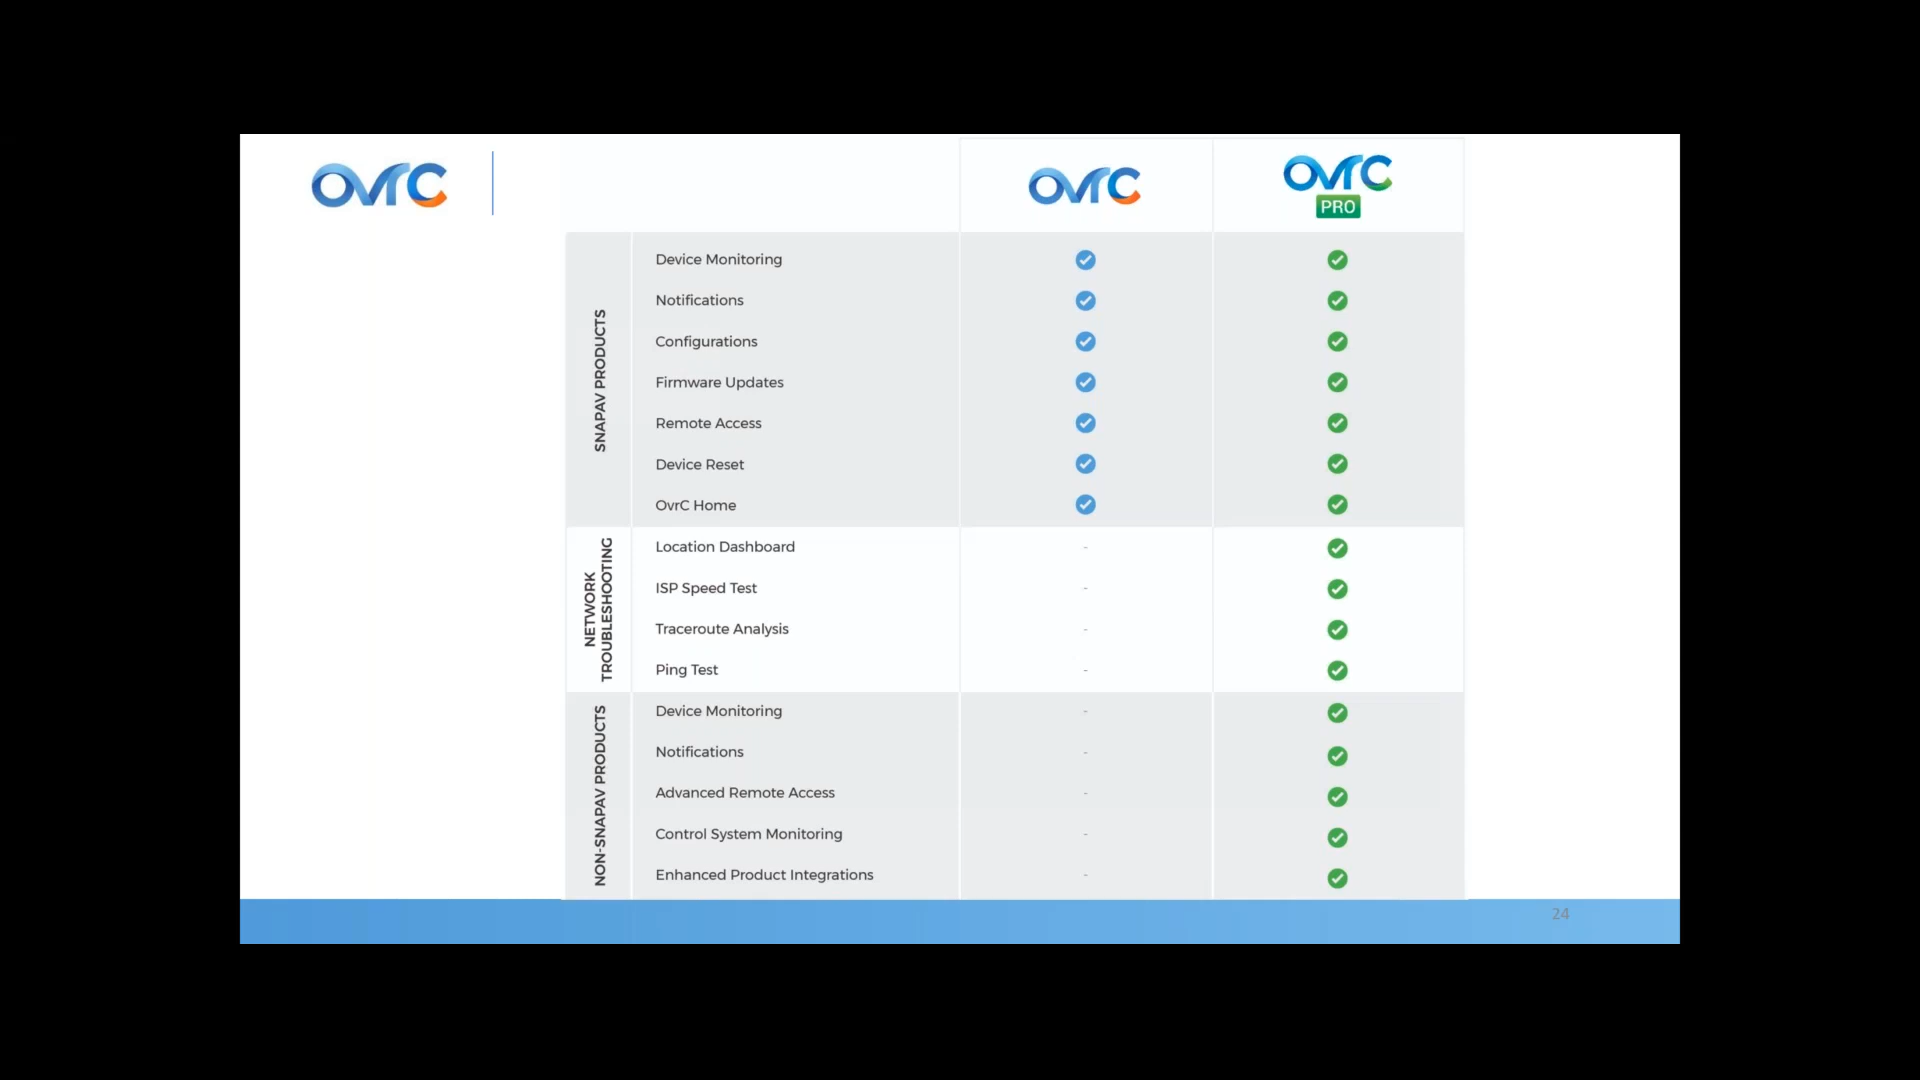 OvrC
OvrC
OvrC
PRO
SNAPAV PRODUCTS
Device Monitoring
Notifications
Configurations
Firmware Updates
Remote Access
Device Reset
OvrC Home
NETWORK
TROUBLESHOOTING
Location Dashboard -
ISP Speed Test -
Traceroute Analysis -
Ping Test -
NON-SNAPAV PRODUCTS
Device Monitoring -
Notifications -
Advanced Remote Access -
Control System Monitoring -
Enhanced Product Integrations -
24